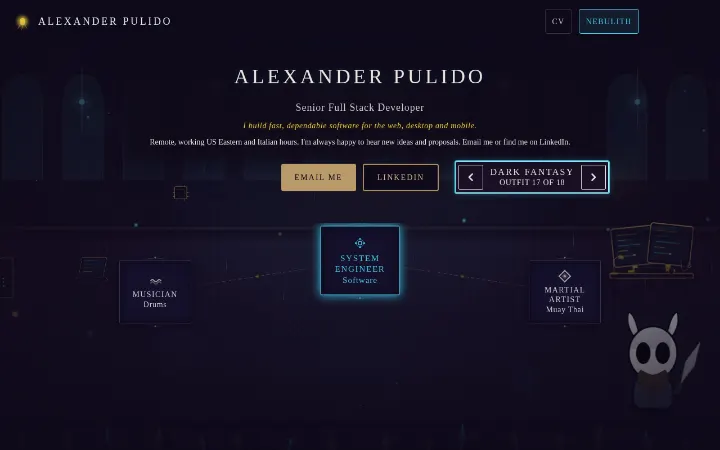 ALEXANDER PULIDO
CV
NEBULITH
ALEXANDER PULIDO
Senior Full Stack Developer
I build fast, dependable software for the web, desktop and mobile.
Remote, working US Eastern and Italian hours. I'm always happy to hear new ideas and proposals. Email me or find me on LinkedIn.
EMAIL ME
LINKEDIN
DARK FANTASY
OUTFIT 17 OF 18
SYSTEM
ENGINEER
Software
MUSICIAN
Drums
MARTIAL
ARTIST
Muay Thai